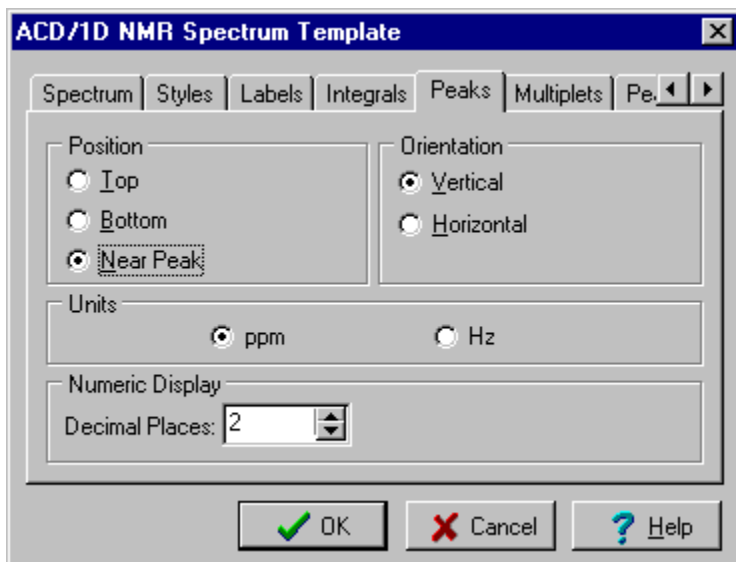 ACD/1D NMR Spectrum Template
Spectrum Styles Labels Integrals Peaks Multiplets Pe
Position
Top
Bottom
Near Peak
Orientation
Vertical
Horizontal
Units
ppm Hz
Numeric Display
Decimal Places: 2
OK Cancel Help